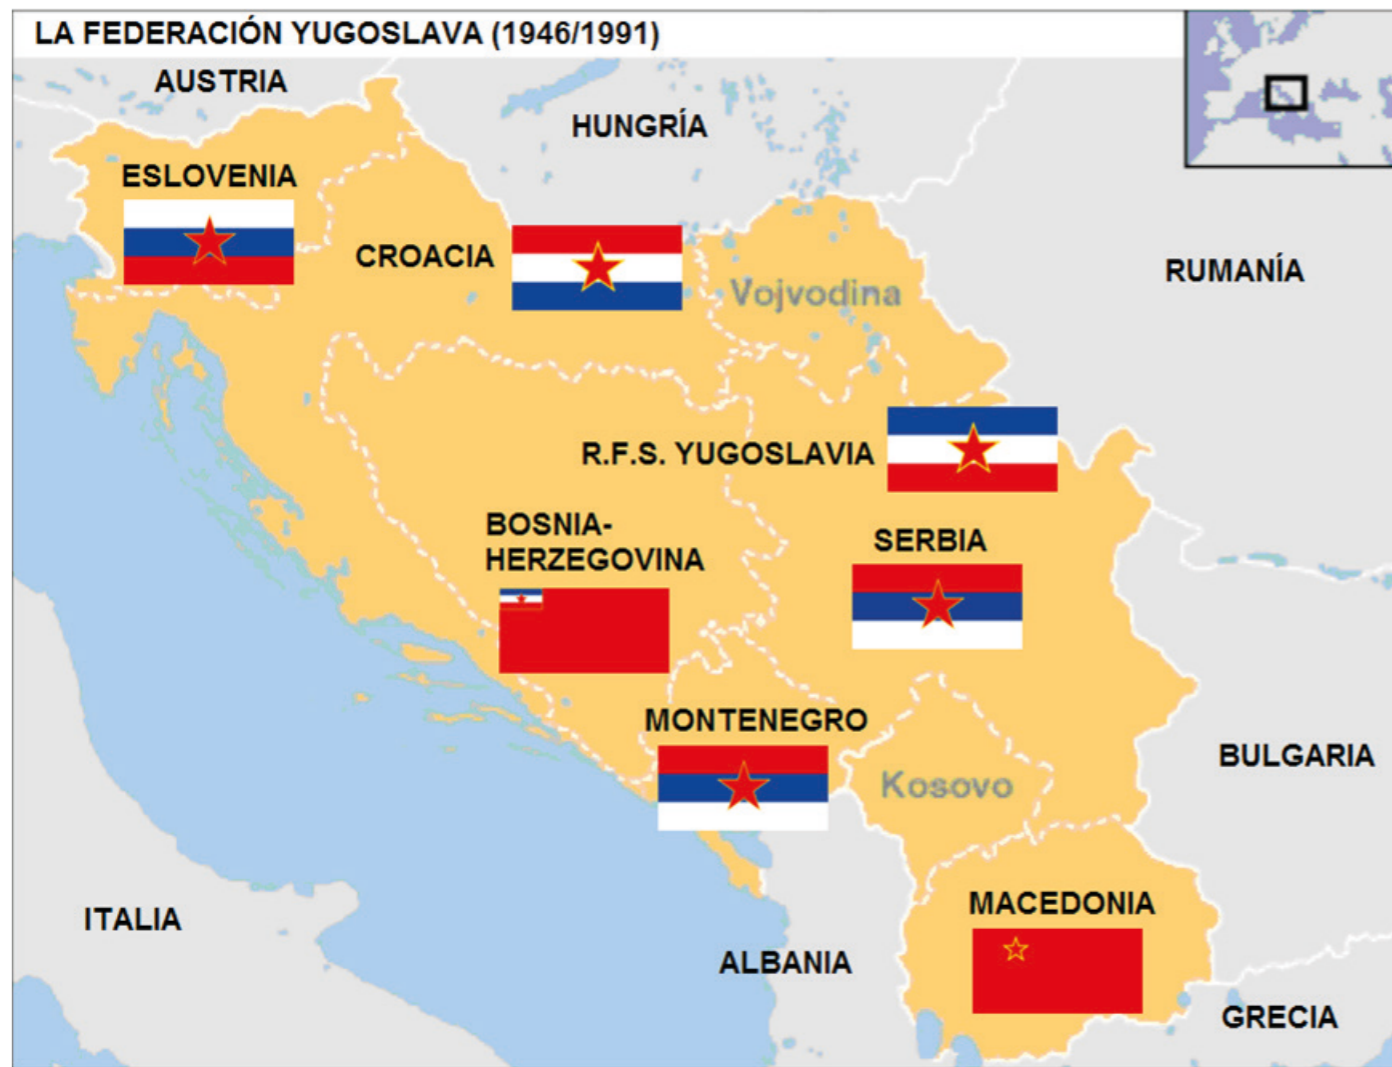 LA FEDERACIÓN YUGOSLAVA (1946/1991)
AUSTRIA
HUNGRÍA
ESLOVENIA
CROACIA
RUMANÍA
Vojvodina
R.F.S. YUGOSLAVIA
BOSNIA-
HERZEGOVINA
SERBIA
MONTENEGRO
BULGARIA
Kosovo
ITALIA
MACEDONIA
ALBANIA
GRECIA